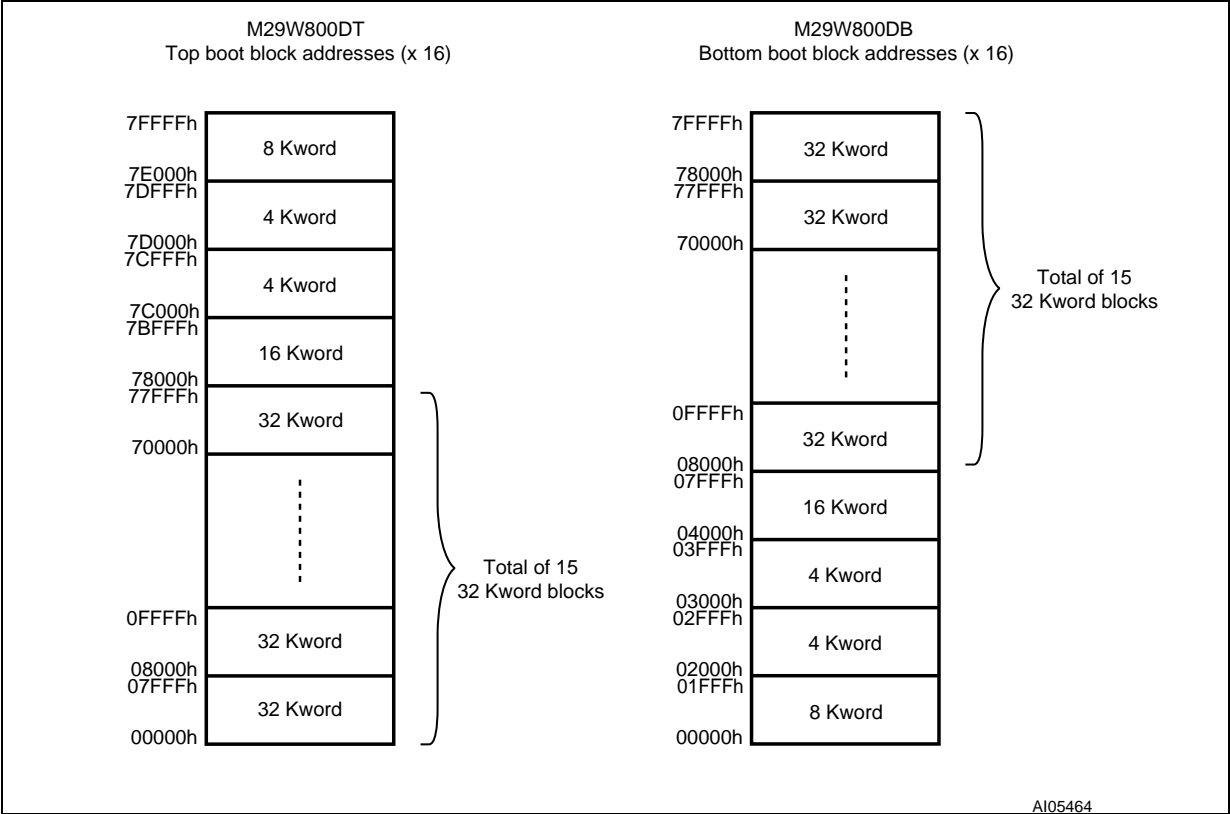 M29W800DT
Top boot block addresses (x 16)
7FFFFh
8 Kword
7E000h
7DFFFh
4 Kword
7D000h
7CFFFh
4 Kword
7C000h
7BFFFh
16 Kword
78000h
77FFFh
32 Kword
70000h
Total of 15
32 Kword blocks
0FFFFh
32 Kword
08000h
07FFFh
32 Kword
00000h
M29W800DB
Bottom boot block addresses (x 16)
7FFFFh
32 Kword
78000h
77FFFh
32 Kword
70000h
Total of 15
32 Kword blocks
0FFFFh
32 Kword
08000h
07FFFh
16 Kword
04000h
03FFFh
4 Kword
03000h
02FFFh
4 Kword
02000h
01FFFh
8 Kword
00000h
AI05464